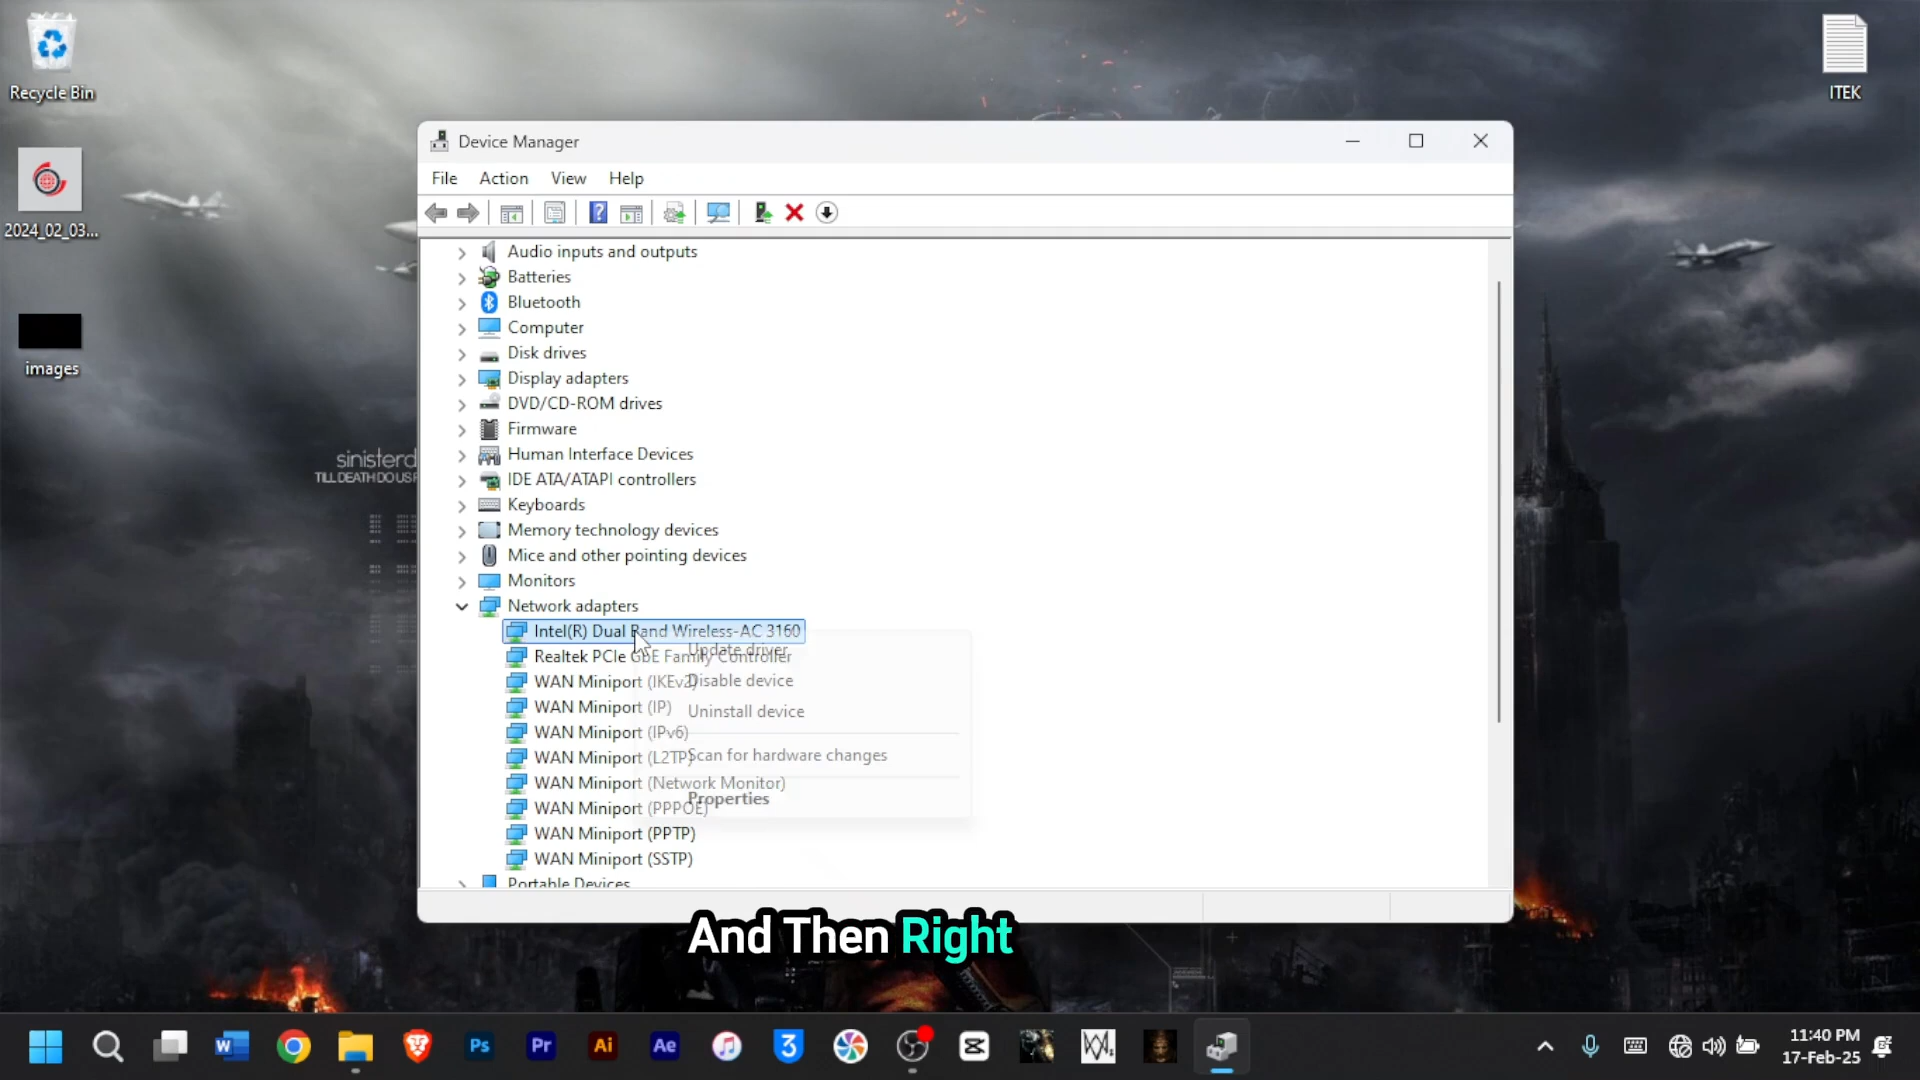 Recycle Bin
ITEK
2024_02_03...
images
sinisterd
TILL DEATH DO US P
Device Manager
File Action View Help
Audio inputs and outputs
Batteries
Bluetooth
Computer
Disk drives
Display adapters
DVD/CD-ROM drives
Firmware
Human Interface Devices
IDE ATA/ATAPI controllers
Keyboards
Memory technology devices
Mice and other pointing devices
Monitors
Network adapters
Intel(R) Dual Band Wireless-AC 3160
Realtek PCIe GbE Family Controller
WAN Miniport (IKEv2)
WAN Miniport (IP)
WAN Miniport (IPv6)
WAN Miniport (L2TP)
WAN Miniport (Network Monitor)
WAN Miniport (PPPOE)
WAN Miniport (PPTP)
WAN Miniport (SSTP)
Portable Devices
Update driver
Disable device
Uninstall device
Scan for hardware changes
Properties
And Then Right
11:40 PM
17-Feb-25